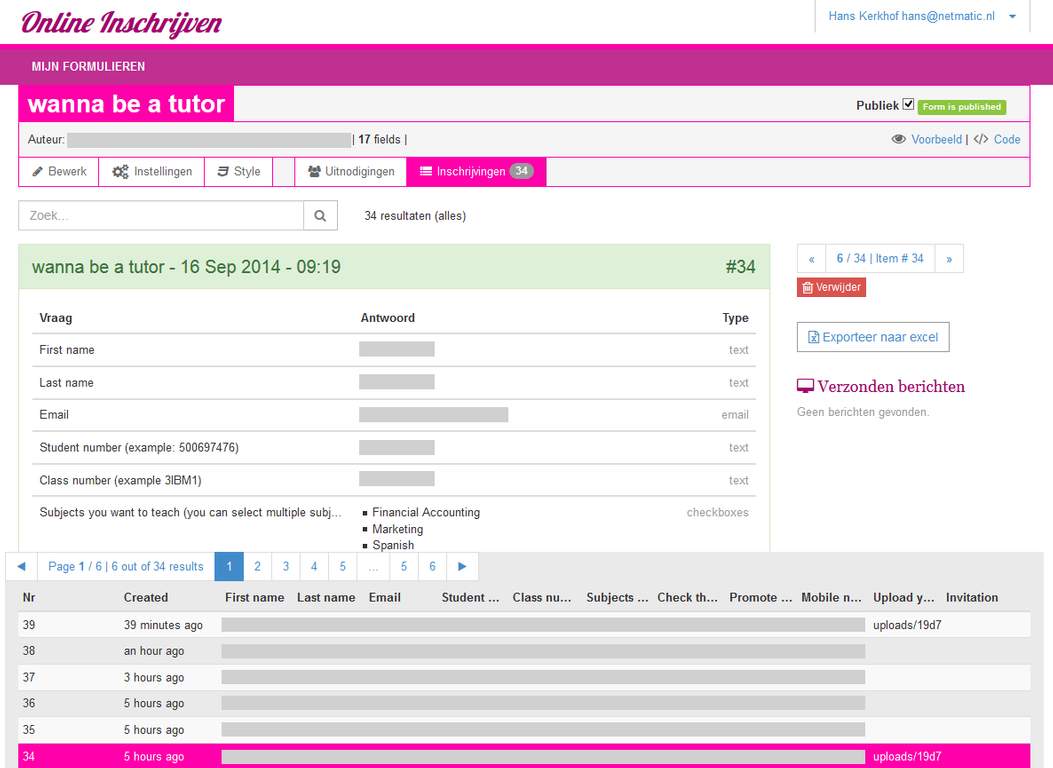 Online Inschrijven
Hans Kerkhof hans@netmatic.nl
MIJN FORMULIEREN
wanna be a tutor
Publiek Form is published
Auteur: | 17 fields |
Voorbeeld | </> Code
Bewerk Instellingen Style Uitnodigingen Inschrijvingen 34
Zoek... 34 resultaten (alles)
wanna be a tutor - 16 Sep 2014 - 09:19 #34
« 6 / 34 | Item # 34 »
Verwijder
Vraag Antwoord Type
First name text
Exporteer naar excel
Last name text
Verzonden berichten
Email email
Geen berichten gevonden.
Student number (example: 500697476) text
Class number (example 3IBM1) text
Subjects you want to teach (you can select multiple subj... ▪ Financial Accounting checkboxes
▪ Marketing
▪ Spanish
◀ Page 1 / 6 | 6 out of 34 results 1 2 3 4 5 ... 5 6 ▶
Nr Created First name Last name Email Student ... Class nu... Subjects ... Check th... Promote ... Mobile n... Upload y... Invitation
39 39 minutes ago uploads/19d7
38 an hour ago
37 3 hours ago
36 5 hours ago
35 5 hours ago
34 5 hours ago uploads/19d7